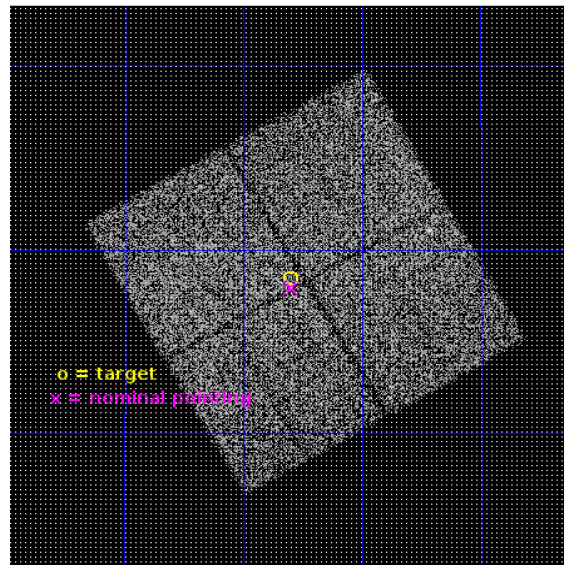 o = target
x = nominal pointing